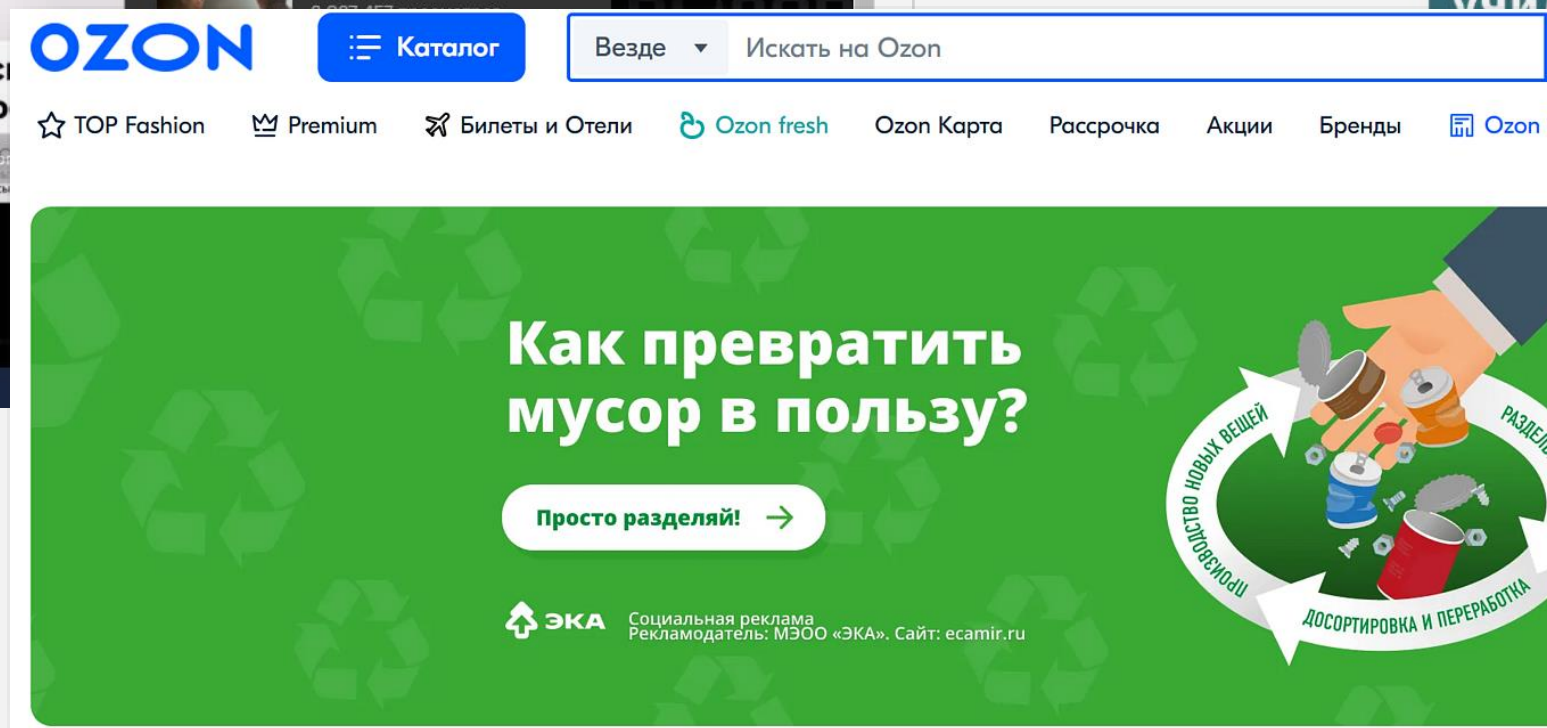 OZON
Каталог
Везде
Искать на Ozon
TOP Fashion
Premium
Билеты и Отели
Ozon fresh
Ozon Карта
Рассрочка
Акции
Бренды
Ozon
Как превратить
мусор в пользу?
Просто разделяй!
ЭКА
Социальная реклама
Рекламодатель: МЭОО «ЭКА». Сайт: ecamir.ru
ПРОИЗВОДСТВО НОВЫХ ВЕЩЕЙ
ДОСОРТИРОВКА И ПЕРЕРАБОТКА